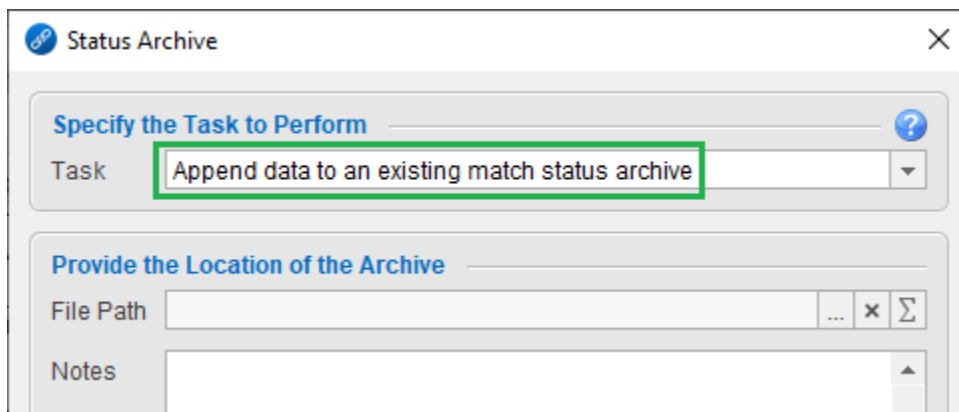 Status Archive
Specify the Task to Perform
?
Task Append data to an existing match status archive
Provide the Location of the Archive
File Path ... × Σ
Notes